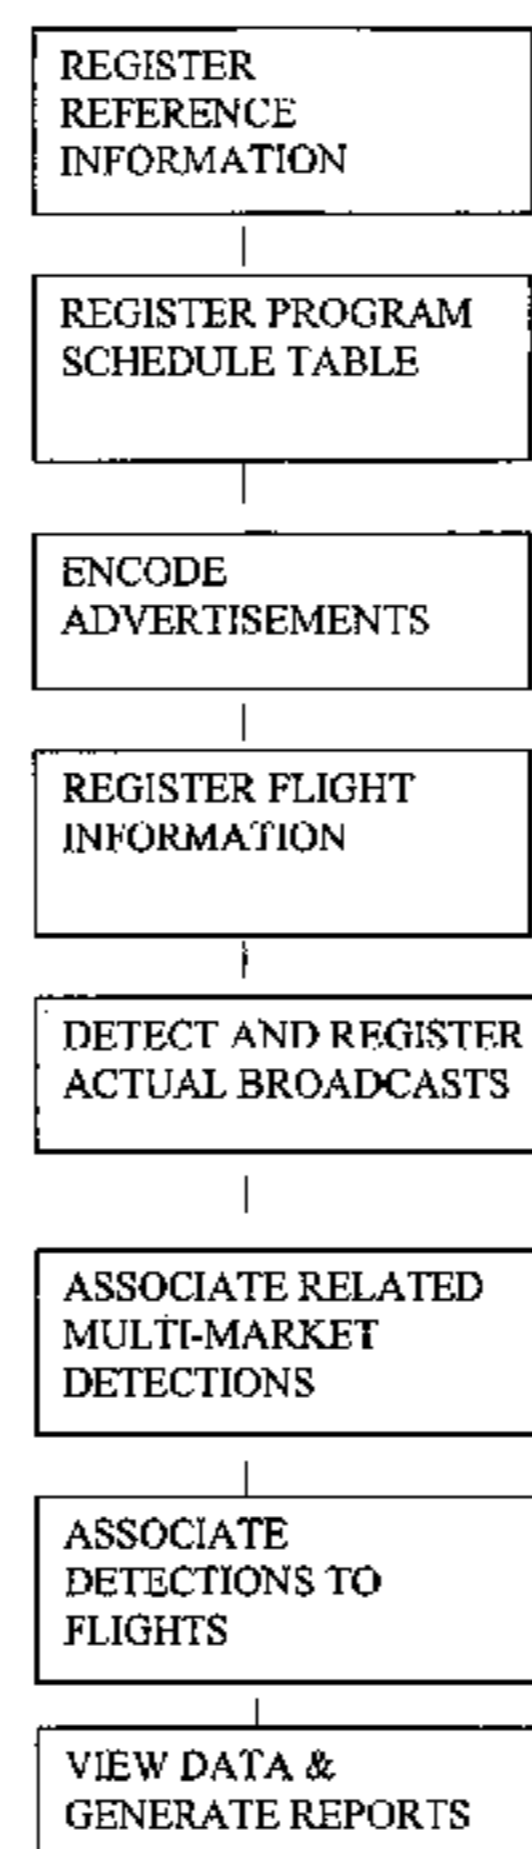 REGISTER
REFERENCE
INFORMATION
REGISTER PROGRAM
SCHEDULE TABLE
ENCODE
ADVERTISEMENTS
REGISTER FLIGHT
INFORMATION
DETECT AND REGISTER
ACTUAL BROADCASTS
ASSOCIATE RELATED
MULTI-MARKET
DETECTIONS
ASSOCIATE
DETECTIONS TO
FLIGHTS
VIEW DATA &
GENERATE REPORTS